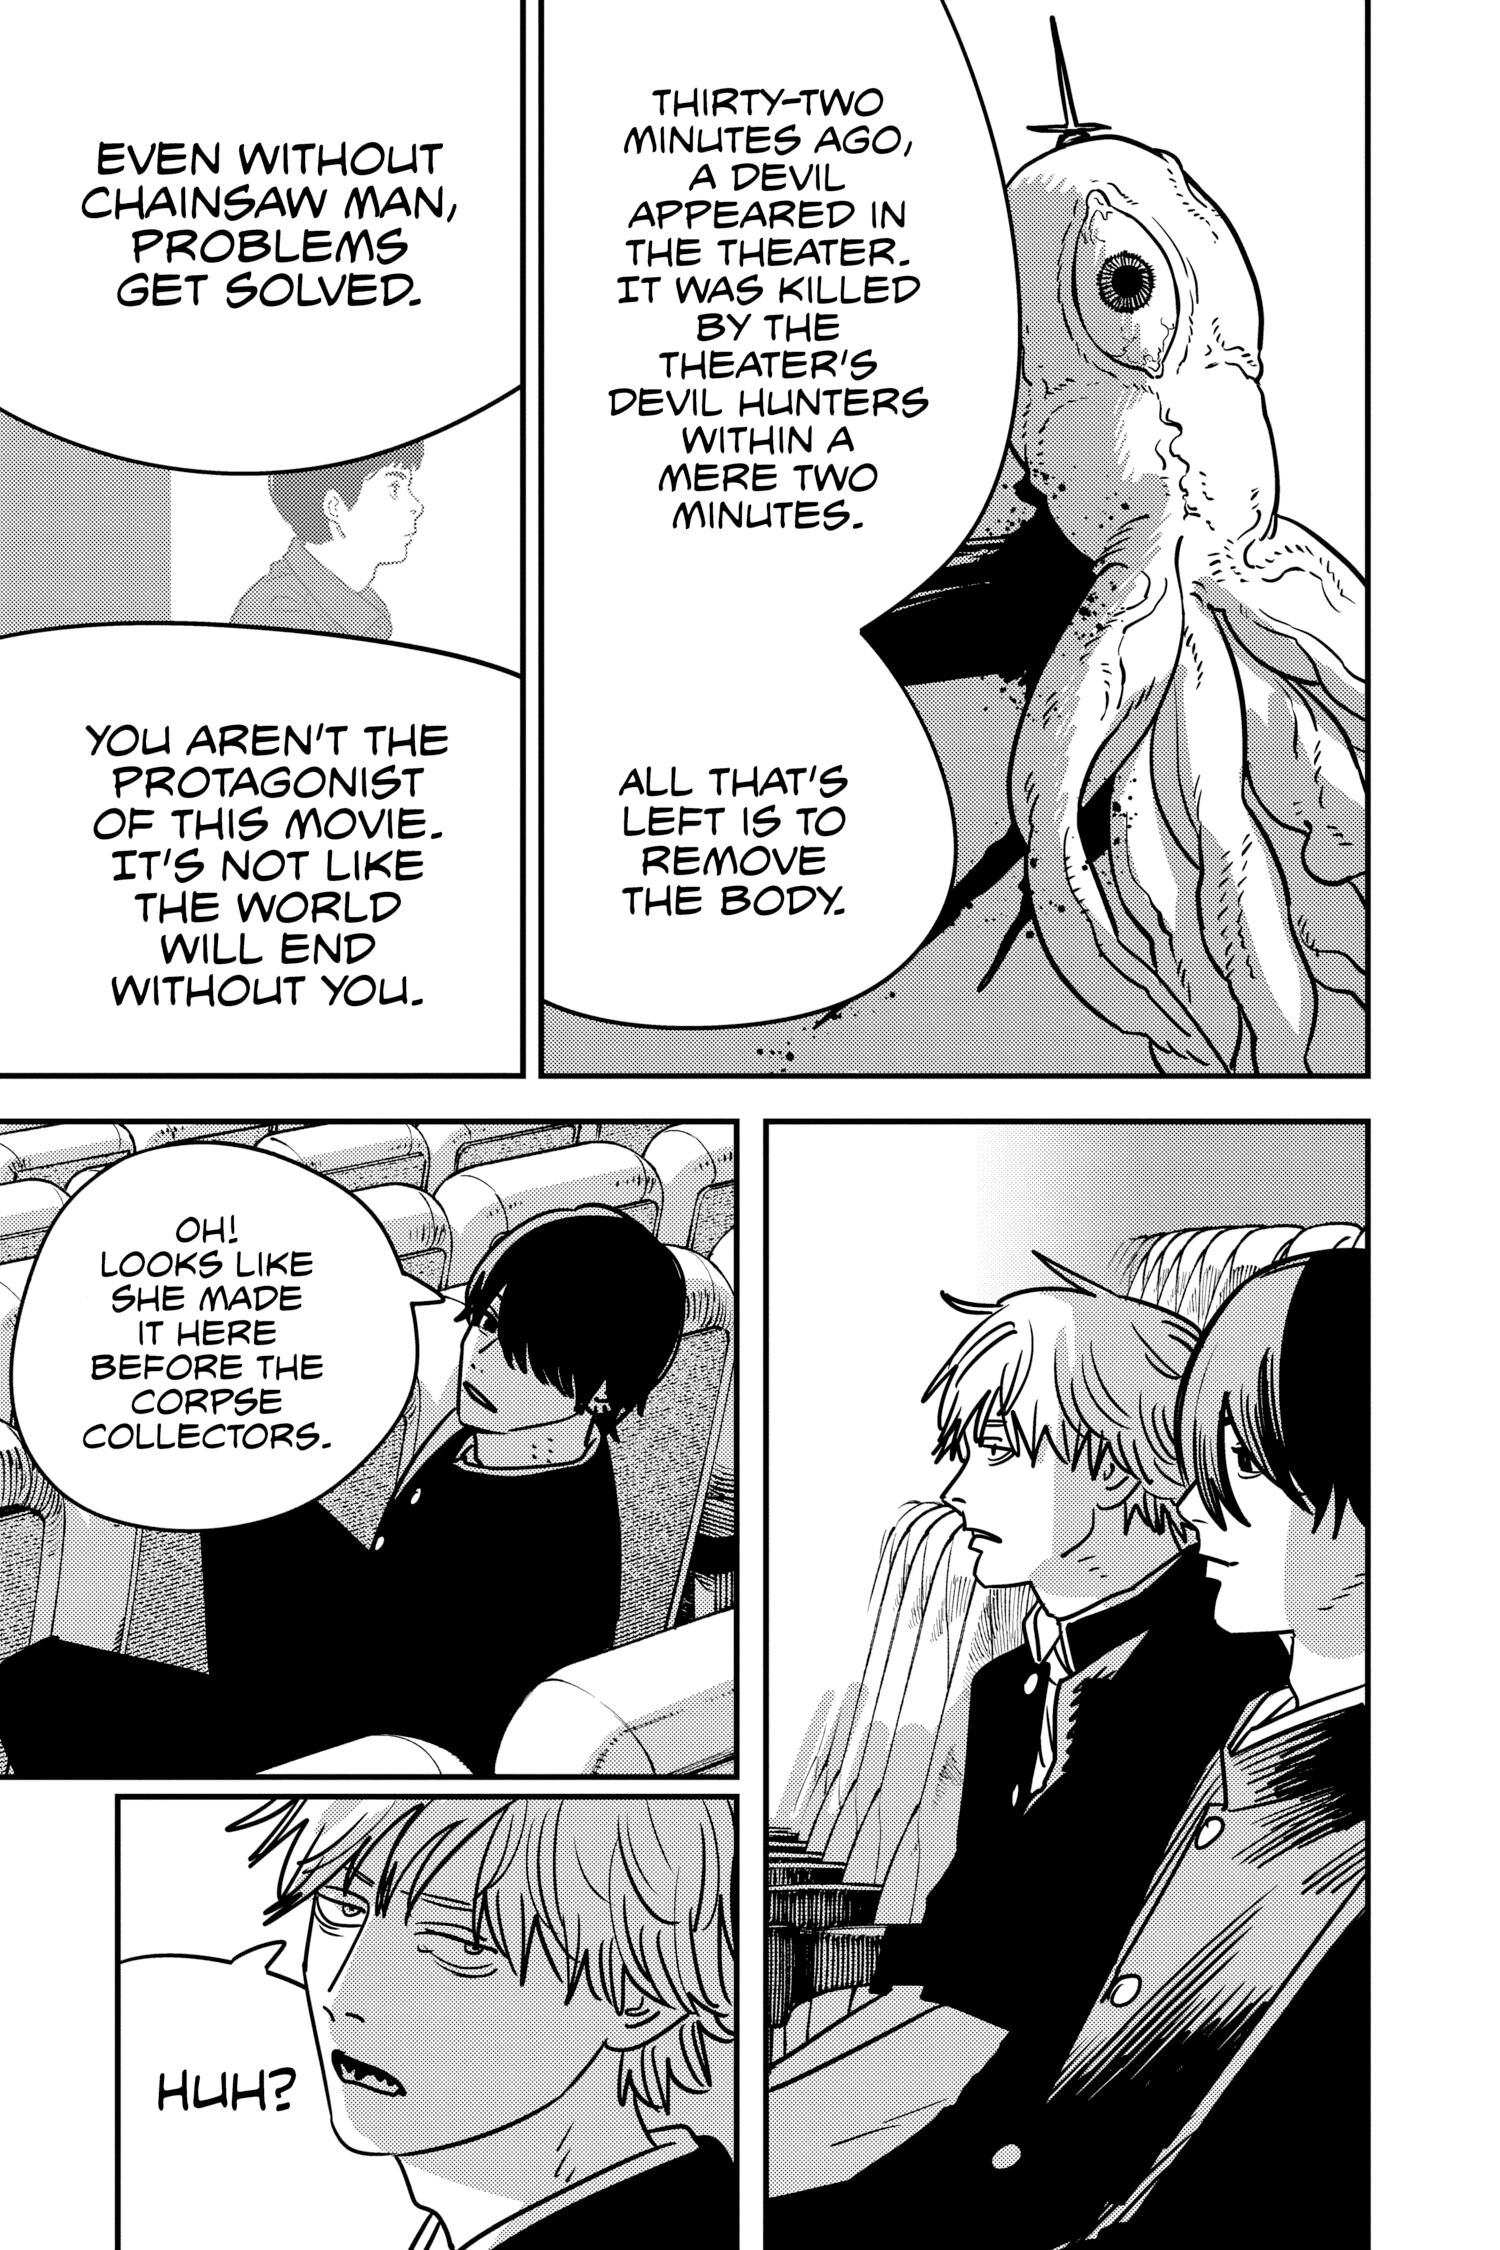 THIRTY-TWO
MINUTES AGO,
A DEVIL
APPEARED IN
THE THEATER.
IT WAS KILLED
BY THE
THEATER'S
DEVIL HUNTERS
WITHIN A
MERE TWO
MINUTES.
ALL THAT'S
LEFT IS TO
REMOVE
THE BODY.
EVEN WITHOUT
CHAINSAW MAN,
PROBLEMS
GET SOLVED.
YOU AREN'T THE
PROTAGONIST
OF THIS MOVIE.
IT'S NOT LIKE
THE WORLD
WILL END
WITHOUT YOU.
OH!
LOOKS LIKE
SHE MADE
IT HERE
BEFORE THE
CORPSE
COLLECTORS.
HUH?